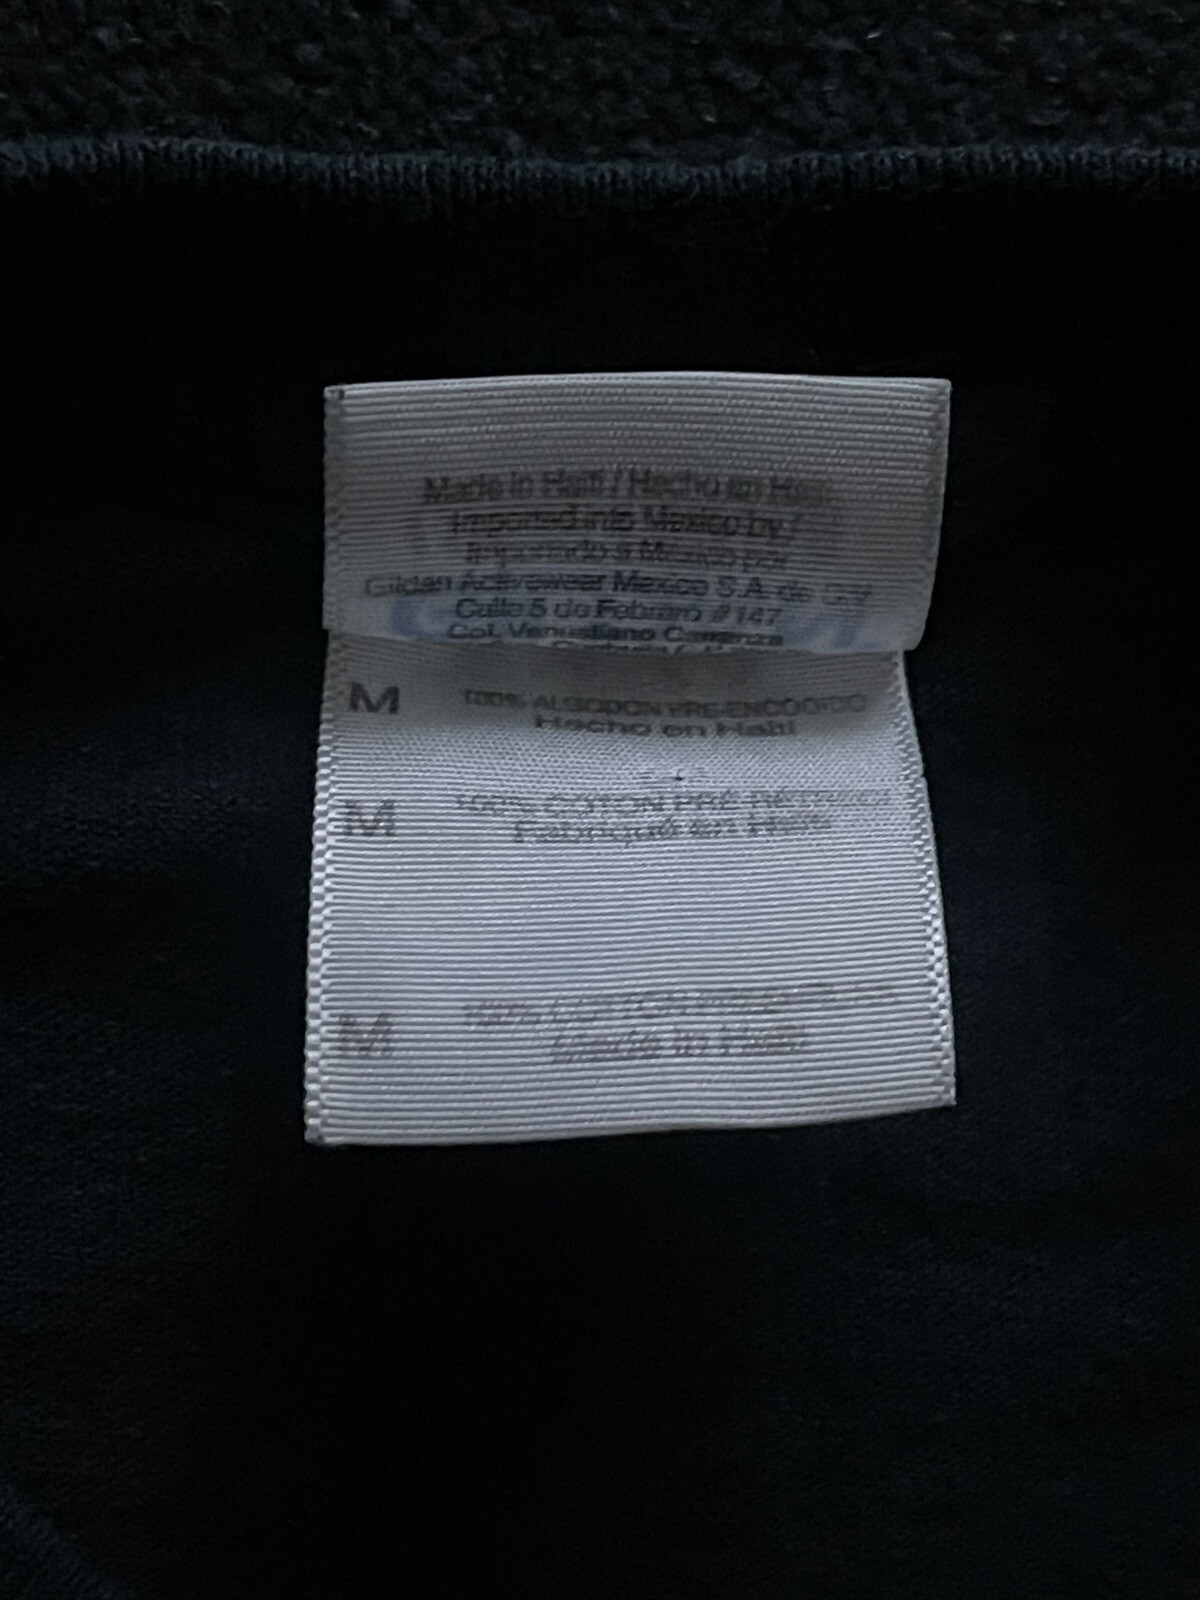 Made in Haiti / Hecho en Haiti
Imported into Mexico by /
Importado a Mexico por
Gildan Activewear Mexico S.A. de C.V
Calle 5 de Febrero #147
Col. Venustiano Carranza
M 100% ALGODON PRE-ENCOGIDO
Hecho en Haiti
M 100% COTON PRÉ-RÉTRÉCI
Fabriqué en Haïti
M 100% COTTON
Made in Haiti